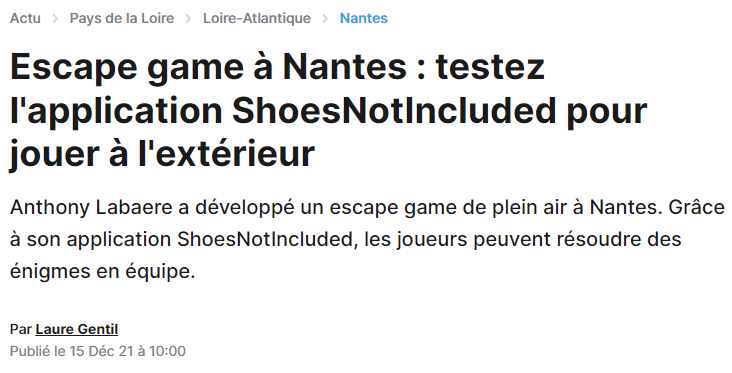 Actu > Pays de la Loire > Loire-Atlantique > Nantes
Escape game à Nantes : testez
l'application ShoesNotIncluded pour
jouer à l'extérieur
Anthony Labaere a développé un escape game de plein air à Nantes. Grâce
à son application ShoesNotIncluded, les joueurs peuvent résoudre des
énigmes en équipe.
Par Laure Gentil
Publié le 15 Déc 21 à 10:00